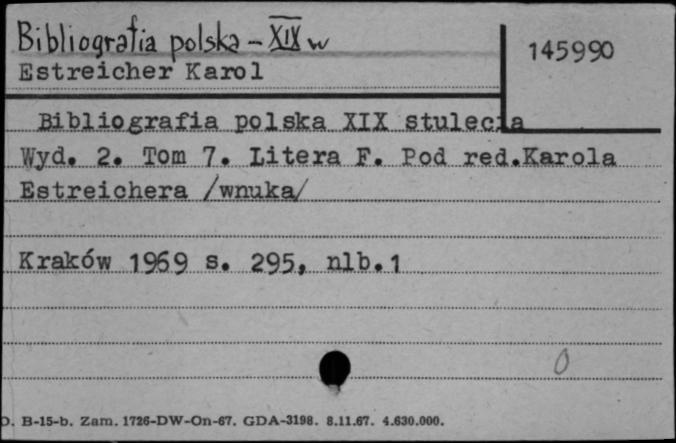 Bibliografia polska - XIX w
145990
Estreicher Karol
Bibliografia polska XIX stulecia
Wyd. 2. Tom 7. Litera F. Pod red.Karola
Estreichera /wnuka/
Kraków 1969 s. 295, nlb.1
0
D. B-15-b. Zam. 1726-DW-On-67. GDA-3198. 8.11.67. 4.630.000.